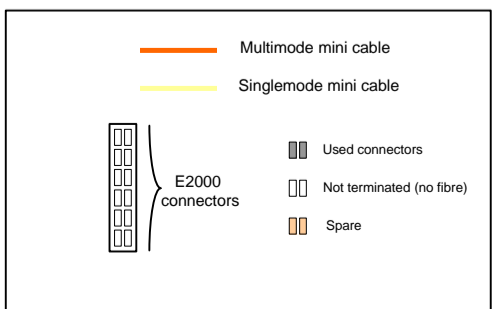 Multimode mini cable
Singlemode mini cable
Used connectors
E2000
connectors
Not terminated (no fibre)
Spare